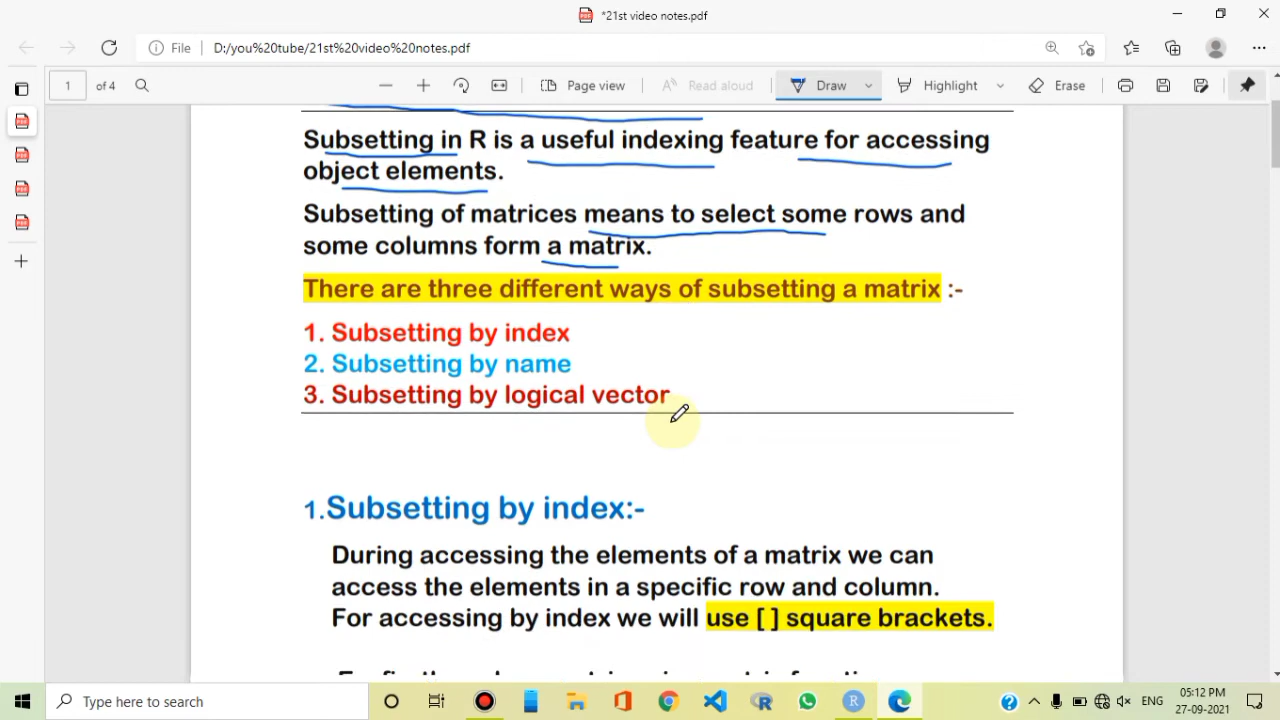 *21st video notes.pdf
File D:/you%20tube/21st%20video%20notes.pdf
1 of 4 Page view Read aloud Draw Highlight Erase
Subsetting in R is a useful indexing feature for accessing
object elements.
Subsetting of matrices means to select some rows and
some columns form a matrix.
There are three different ways of subsetting a matrix :-
1. Subsetting by index
2. Subsetting by name
3. Subsetting by logical vector
1.Subsetting by index:-
During accessing the elements of a matrix we can
access the elements in a specific row and column.
For accessing by index we will use [ ] square brackets.
Type here to search
ENG
05:12 PM
27-09-2021